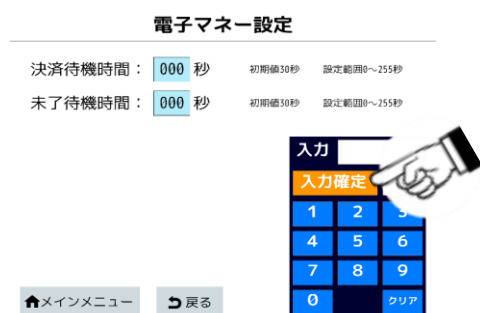 電子マネー設定
決済待機時間： 000 秒 初期値30秒 設定範囲0～255秒
未了待機時間： 000 秒 初期値30秒 設定範囲0～255秒
入力
入力確定
1 2 3
4 5 6
7 8 9
0 クリア
メインメニュー 戻る